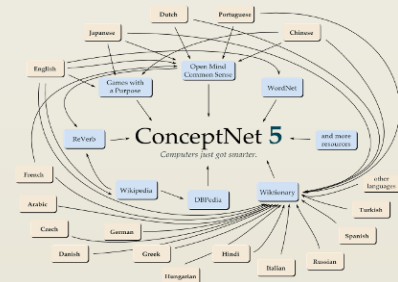 Dutch
Portuguese
Japanese
Chinese
English
Games with
a Purpose
Open Mind
Common Sense
WordNet
ReVerb
ConceptNet 5
Computers just got smarter.
and more
resources
French
Wikipedia
DBPedia
Wiktionary
other
languages
Arabic
Turkish
Czech
German
Spanish
Danish
Greek
Hindi
Russian
Hungarian
Italian